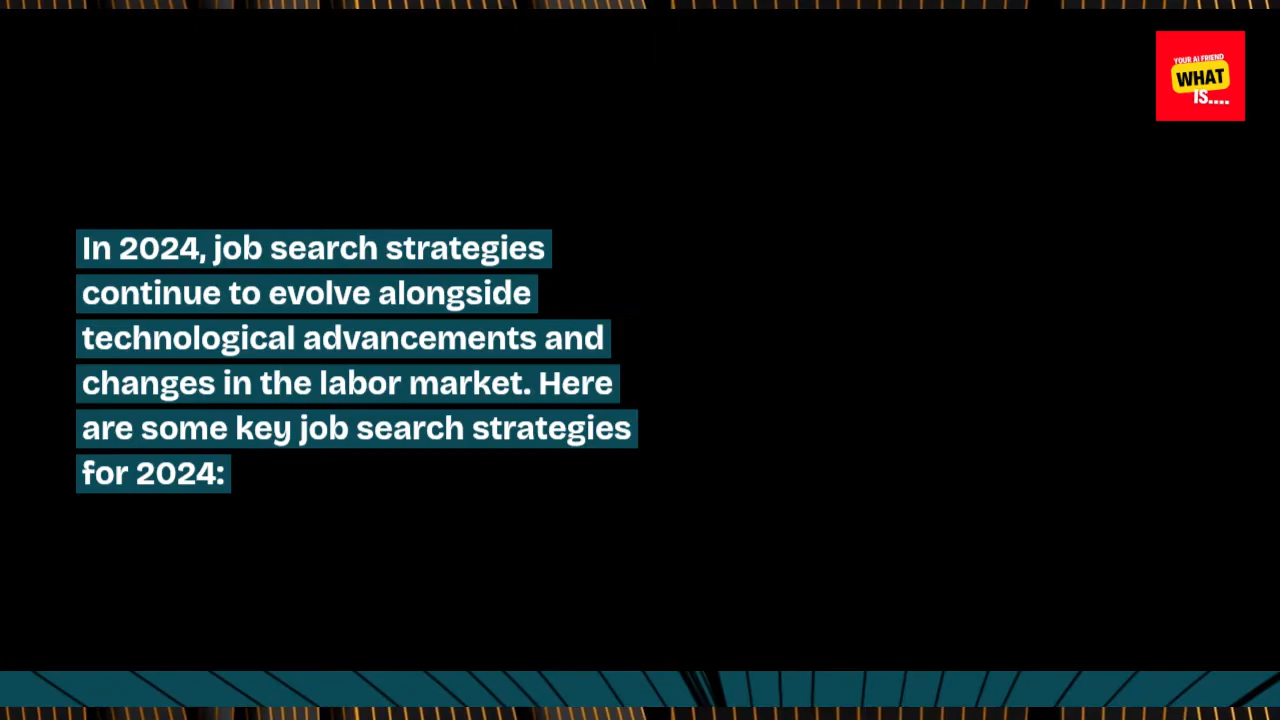 YOUR AI FRIEND
WHAT
IS....
In 2024, job search strategies
continue to evolve alongside
technological advancements and
changes in the labor market. Here
are some key job search strategies
for 2024: